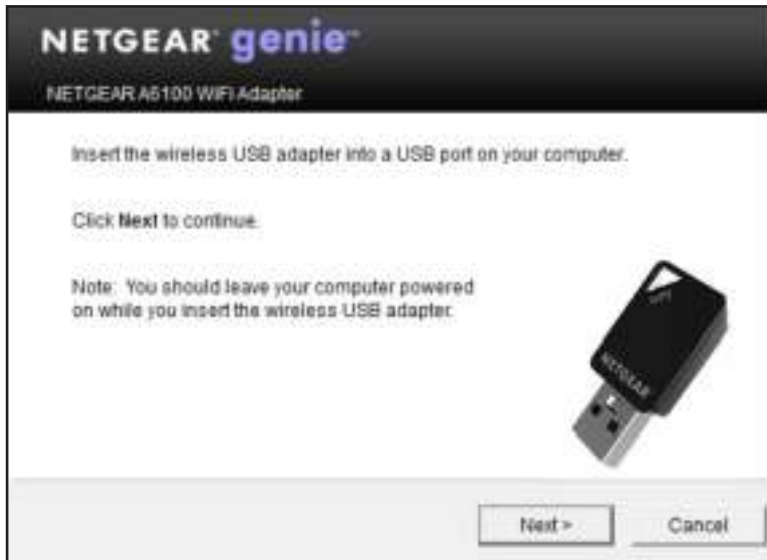 NETGEAR® genie™
NETGEAR A6100 WiFi Adapter
Insert the wireless USB adapter into a USB port on your computer.
Click Next to continue.
Note: You should leave your computer powered
on while you insert the wireless USB adapter.
NETGEAR
Next >
Cancel